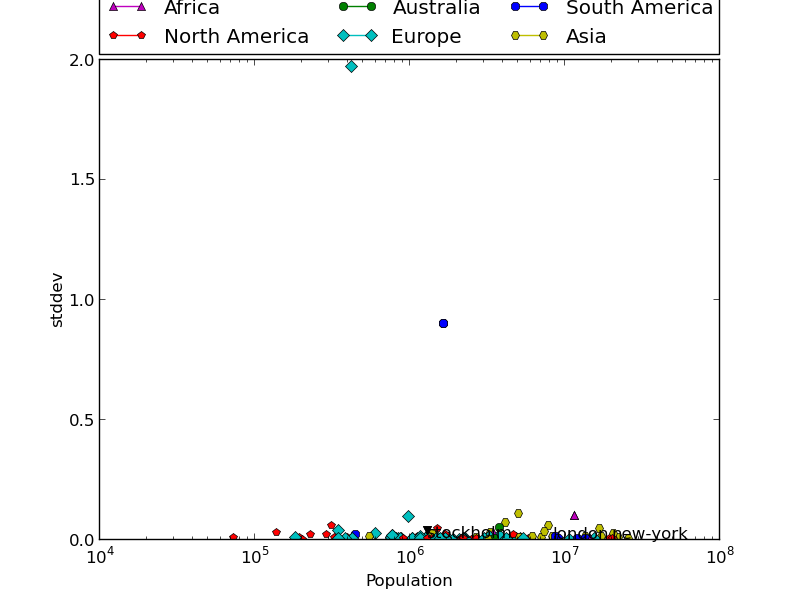 Africa Australia South America
North America Europe Asia
2.0
1.5
stddev
1.0
0.5
0.0
stockholm london new-york
10^4 10^5 10^6 10^7 10^8
Population